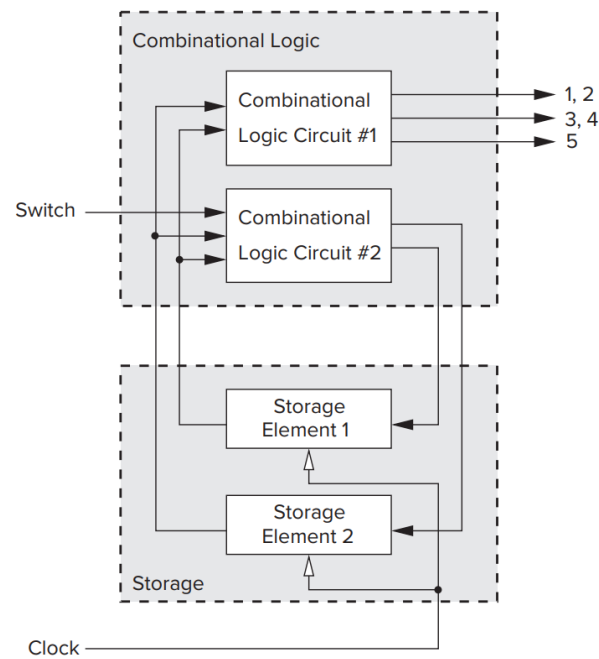 Combinational Logic
Combinational
Logic Circuit #1
1, 2
3, 4
5
Switch
Combinational
Logic Circuit #2
Storage
Element 1
Storage
Element 2
Storage
Clock